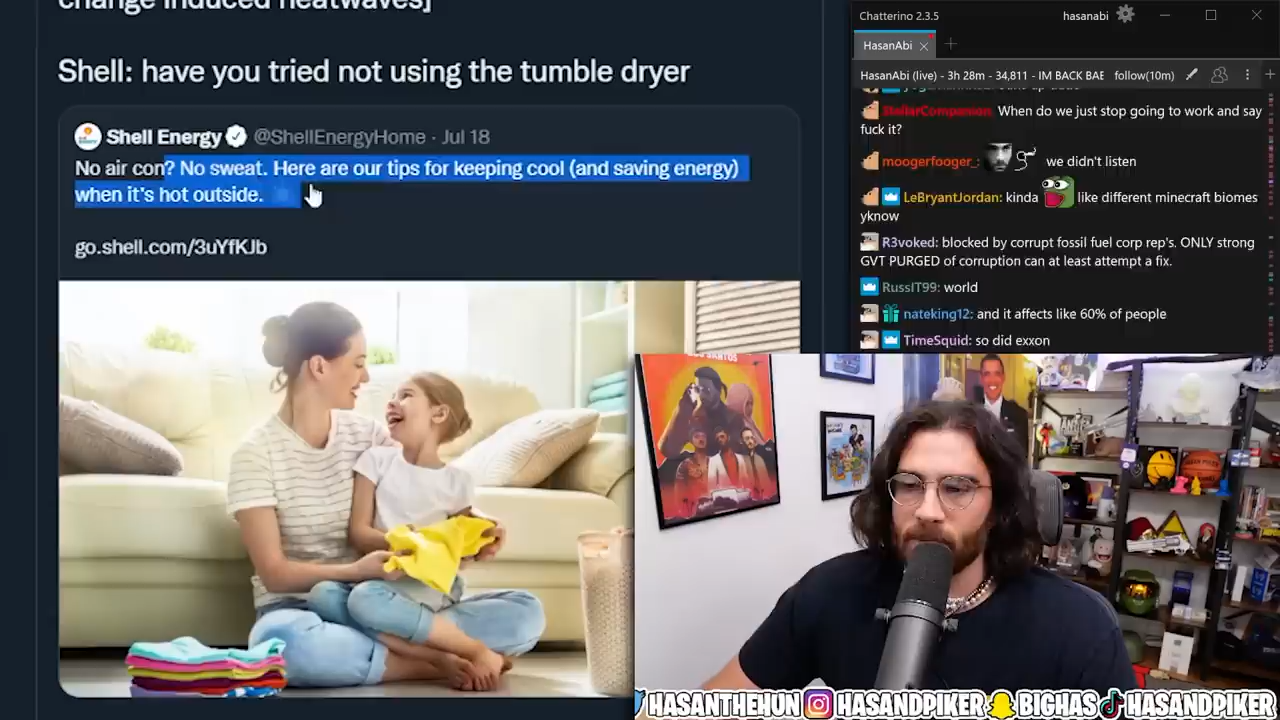 change induced heatwaves]
Shell: have you tried not using the tumble dryer
Shell Energy @ShellEnergyHome · Jul 18
No air con? No sweat. Here are our tips for keeping cool (and saving energy)
when it's hot outside.
go.shell.com/3uYfKJb
Chatterino 2.3.5
hasanabi
HasanAbi
HasanAbi (live) - 3h 28m - 34,811 - IM BACK BAE
follow(10m)
StellarCompanion: When do we just stop going to work and say
fuck it?
moogerfooger_: we didn't listen
LeBryantJordan: kinda like different minecraft biomes
yknow
R3voked: blocked by corrupt fossil fuel corp rep's. ONLY strong
GVT PURGED of corruption can at least attempt a fix.
RussIT99: world
nateking12: and it affects like 60% of people
TimeSquid: so did exxon
HASANTHEHUN HASANDPIKER BIGHAS HASANDPIKER